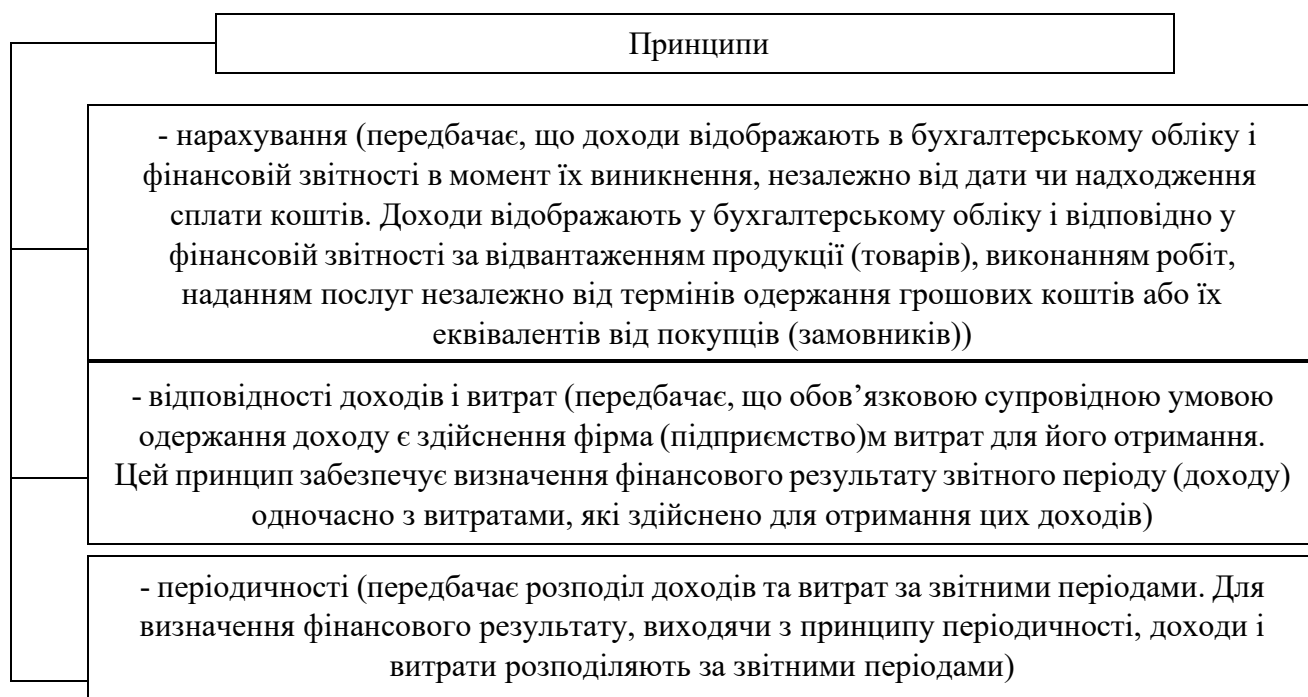 Принципи
- нарахування (передбачає, що доходи відображають в бухгалтерському обліку і
фінансовій звітності в момент їх виникнення, незалежно від дати чи надходження
сплати коштів. Доходи відображають у бухгалтерському обліку і відповідно у
фінансовій звітності за відвантаженням продукції (товарів), виконанням робіт,
наданням послуг незалежно від термінів одержання грошових коштів або їх
еквівалентів від покупців (замовників))
- відповідності доходів і витрат (передбачає, що обов’язковою супровідною умовою
одержання доходу є здійснення фірма (підприємство)м витрат для його отримання.
Цей принцип забезпечує визначення фінансового результату звітного періоду (доходу)
одночасно з витратами, які здійснено для отримання цих доходів)
- періодичності (передбачає розподіл доходів та витрат за звітними періодами. Для
визначення фінансового результату, виходячи з принципу періодичності, доходи і
витрати розподіляють за звітними періодами)